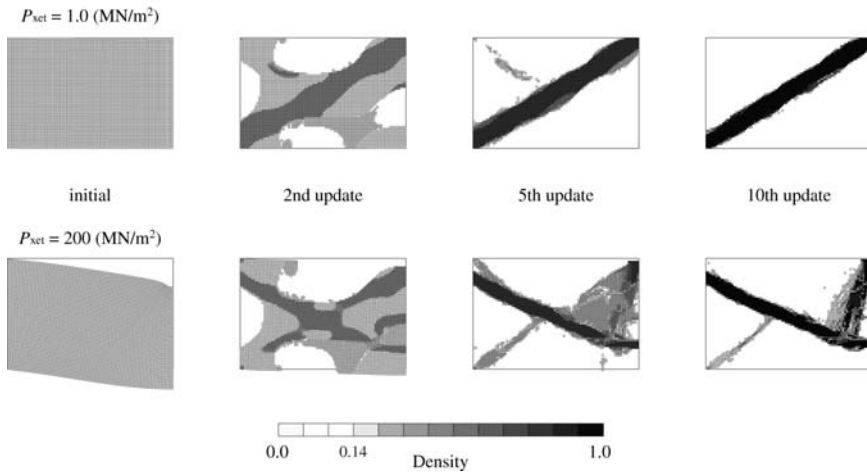 Pxet = 1.0 (MN/m²)
initial
2nd update
5th update
10th update
Pxet = 200 (MN/m²)
0.0
0.14
1.0
Density